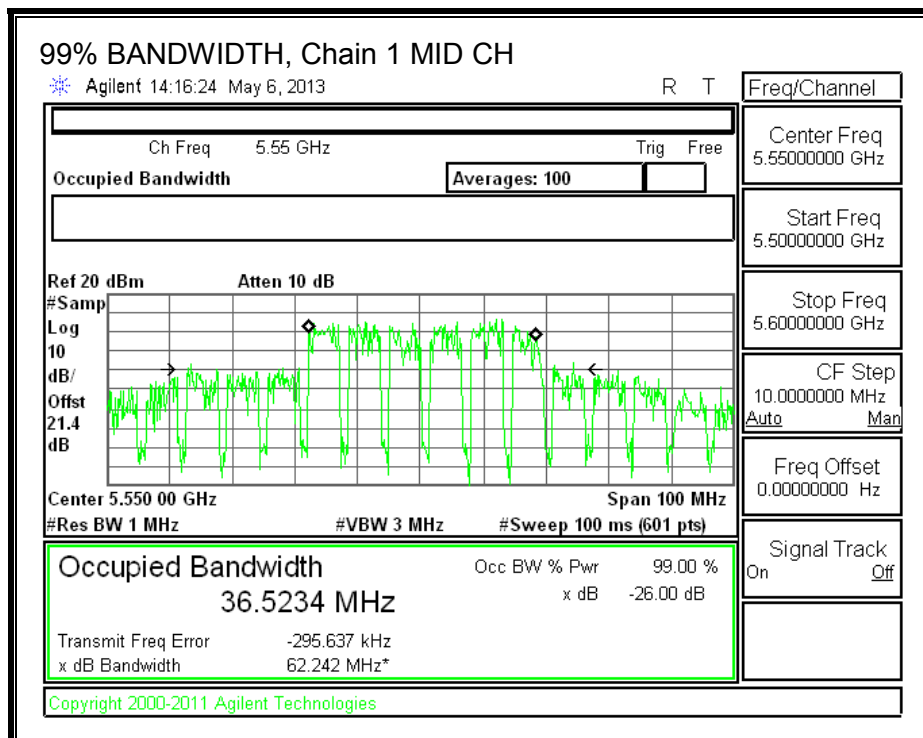 99% BANDWIDTH, Chain 1 MID CH
Agilent 14:16:24 May 6, 2013 R T
Ch Freq 5.55 GHz Trig Free
Occupied Bandwidth Averages: 100
Ref 20 dBm Atten 10 dB
#Samp
Log
10
dB/
Offst
21.4
dB
Center 5.550 00 GHz Span 100 MHz
#Res BW 1 MHz #VBW 3 MHz #Sweep 100 ms (601 pts)
Occupied Bandwidth Occ BW % Pwr 99.00 %
36.5234 MHz x dB -26.00 dB
Transmit Freq Error -295.637 kHz
x dB Bandwidth 62.242 MHz*
Copyright 2000-2011 Agilent Technologies
Freq/Channel
Center Freq
5.55000000 GHz
Start Freq
5.50000000 GHz
Stop Freq
5.60000000 GHz
CF Step
10.0000000 MHz
Auto Man
Freq Offset
0.00000000 Hz
Signal Track
On Off